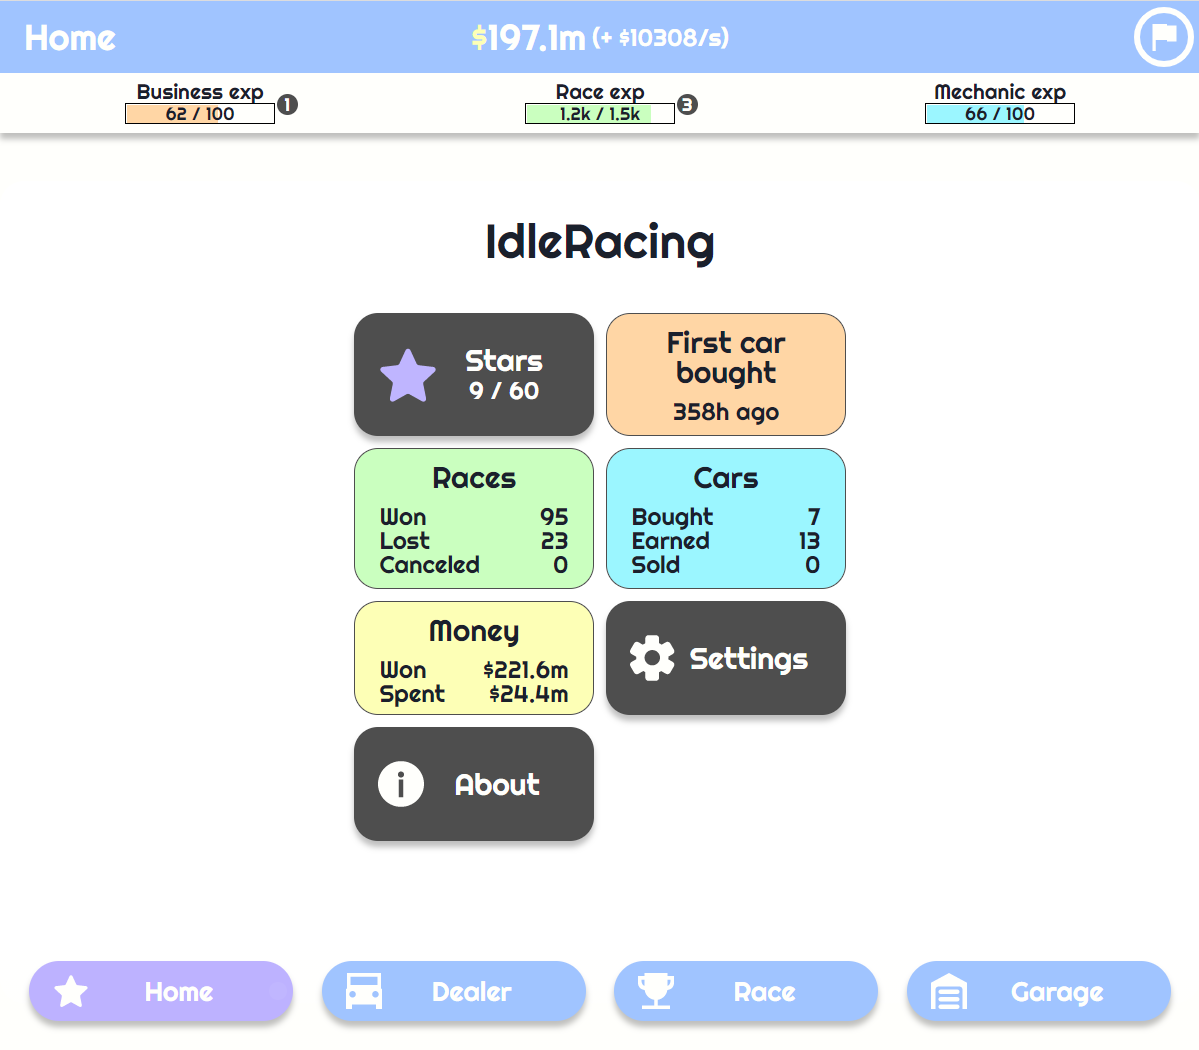 Home
$197.1m (+ $10308/s)
Business exp
62 / 100
1
Race exp
1.2k / 1.5k
3
Mechanic exp
66 / 100
IdleRacing
Stars
9 / 60
First car
bought
358h ago
Races
Won 95
Lost 23
Canceled 0
Cars
Bought 7
Earned 13
Sold 0
Money
Won $221.6m
Spent $24.4m
Settings
About
Home
Dealer
Race
Garage